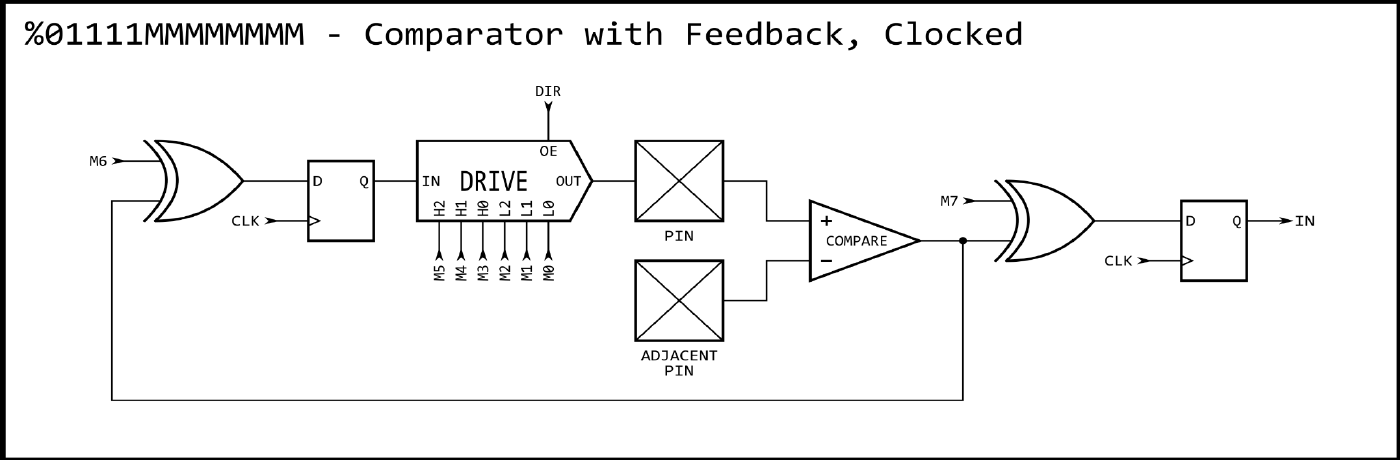 %01111MMMMMMMM - Comparator with Feedback, Clocked
DIR
OE
M6
D Q
CLK
IN DRIVE OUT
H2 H1 H0 L2 L1 L0
M5 M4 M3 M2 M1 M0
PIN
ADJACENT
PIN
+
COMPARE
−
M7
D Q
CLK
IN